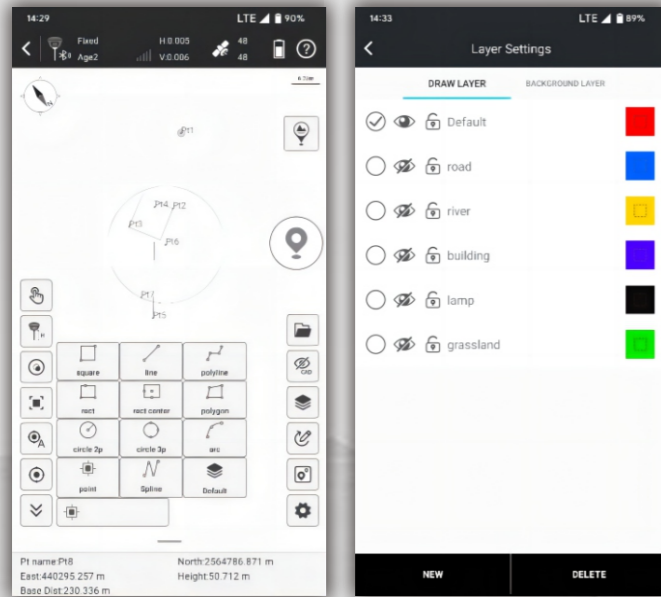 14:29 LTE 90%
Fixed H:0.005 48
Age2 V:0.006 48
Pt1
Pt4 Pt2
Pt3
Pt6
Pt7
Pt5
square line polyline
rect rect center polygon
circle 2p circle 3p arc
point Spline Default
CAD
Pt name:Pt8 North:2564786.871 m
East:440295.257 m Height:50.712 m
Base Dist:230.336 m
14:33 LTE 89%
Layer Settings
DRAW LAYER BACKGROUND LAYER
Default
road
river
building
lamp
grassland
NEW DELETE